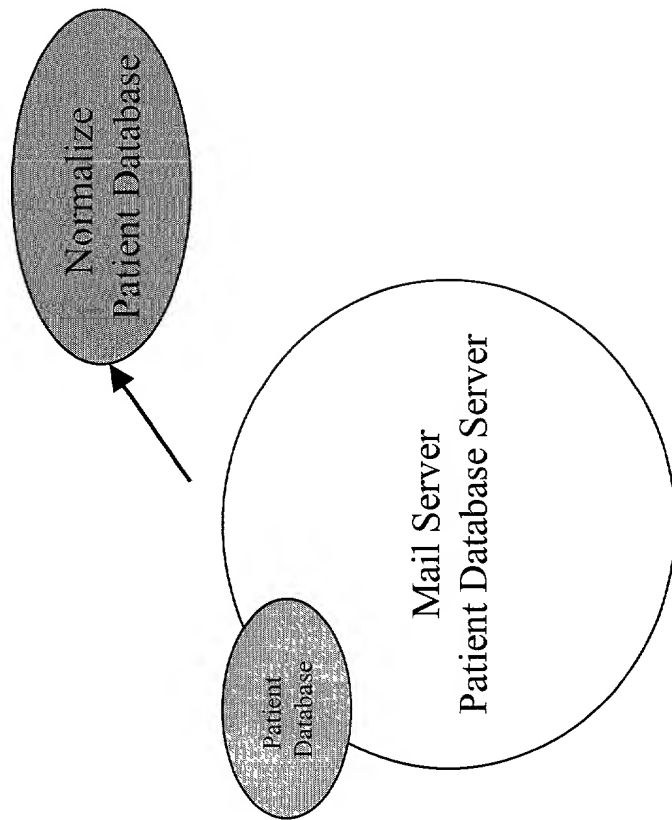 Normalize
Patient Database
Patient
Database
Mail Server
Patient Database Server